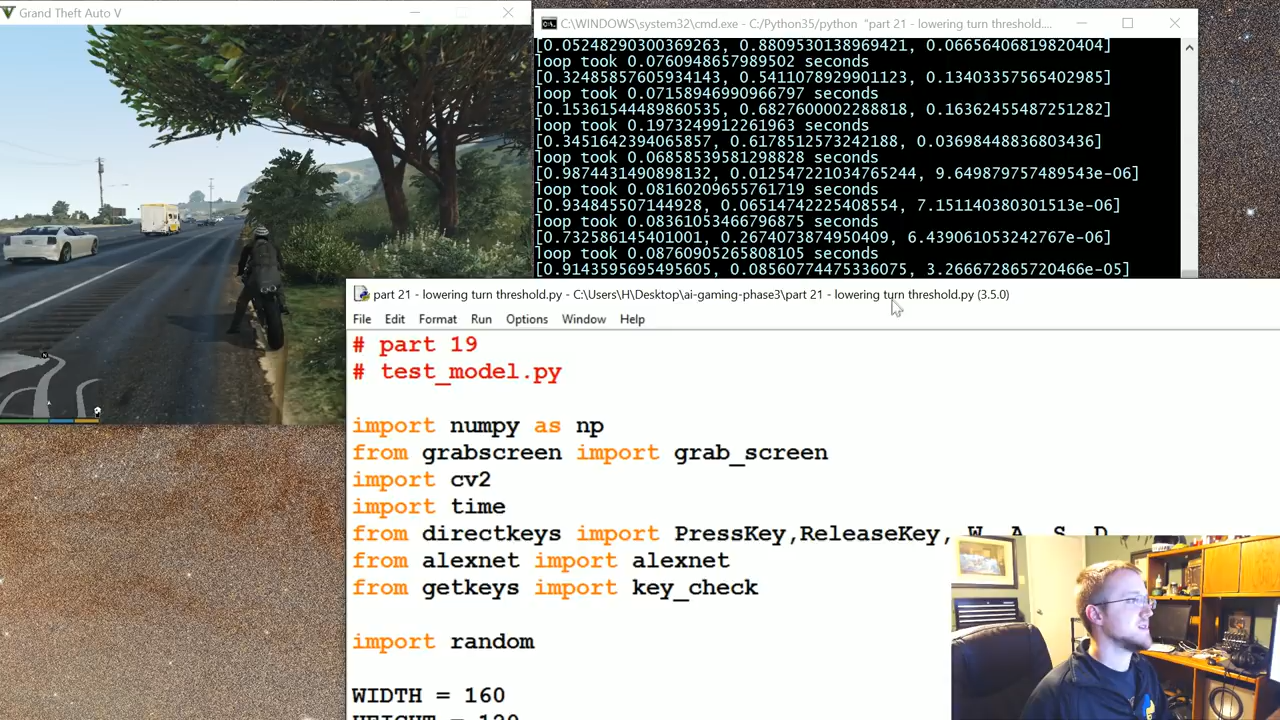 Grand Theft Auto V
C:\WINDOWS\system32\cmd.exe - C:/Python35/python "part 21 - lowering turn threshold....
[0.05248290300369263, 0.8809530138969421, 0.06656406819820404]
loop took 0.0760948657989502 seconds
[0.32485857605934143, 0.5411078929901123, 0.13403357565402985]
loop took 0.07158946990966797 seconds
[0.15361544489860535, 0.6827600002288818, 0.16362455487251282]
loop took 0.1973249912261963 seconds
[0.3451642394065857, 0.6178512573242188, 0.03698448836803436]
loop took 0.06858539581298828 seconds
[0.9874431490898132, 0.012547221034765244, 9.649879757489543e-06]
loop took 0.08160209655761719 seconds
[0.934845507144928, 0.06514742225408554, 7.151140380301513e-06]
loop took 0.08361053466796875 seconds
[0.732586145401001, 0.2674073874950409, 6.439061053242767e-06]
loop took 0.08760905265808105 seconds
[0.9143595695495605, 0.08560774475336075, 3.266672865720466e-05]
part 21 - lowering turn threshold.py - C:\Users\H\Desktop\ai-gaming-phase3\part 21 - lowering turn threshold.py (3.5.0)
File Edit Format Run Options Window Help
# part 19
# test_model.py
import numpy as np
from grabscreen import grab_screen
import cv2
import time
from directkeys import PressKey,ReleaseKey, W, A, S, D
from alexnet import alexnet
from getkeys import key_check
import random
WIDTH = 160
HEIGHT = 120